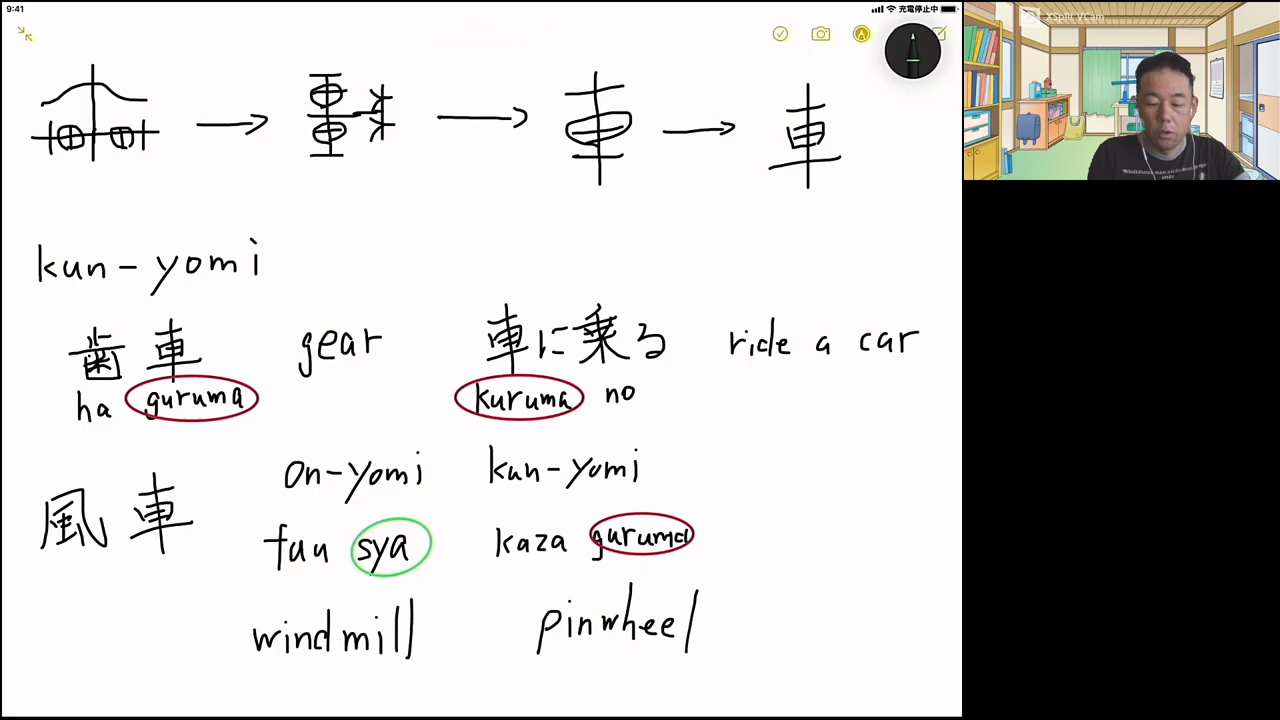 9:41
充電停止中
XSplit VCam
→ → → 車
kun-yomi
歯車 gear 車に乗る ride a car
ha guruma kuruma no
on-yomi kun-yomi
風車 fuu sya kaza guruma
windmill pinwheel